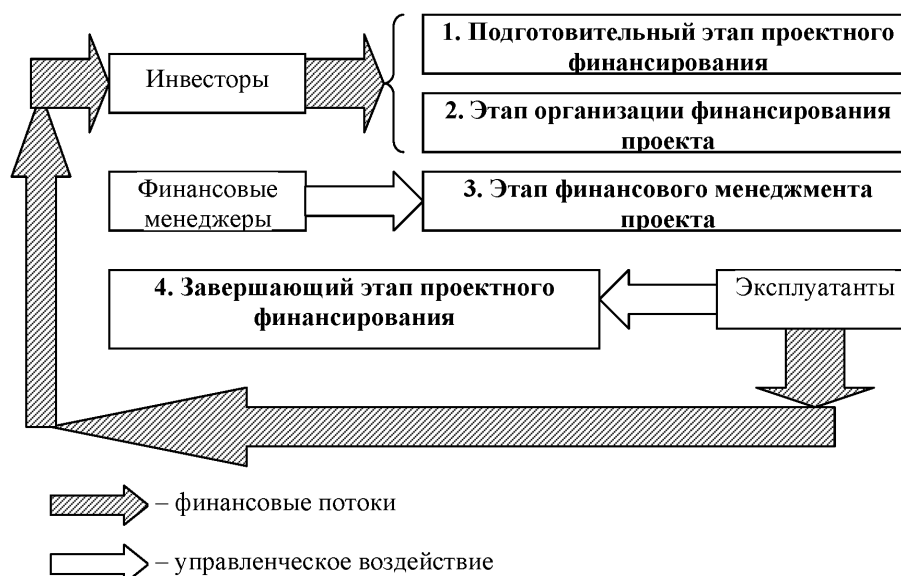 1. Подготовительный этап проектного
финансирования
Инвесторы
2. Этап организации финансирования
проекта
Финансовые
менеджеры
3. Этап финансового менеджмента
проекта
4. Завершающий этап проектного
финансирования
Эксплуатанты
– финансовые потоки
– управленческое воздействие